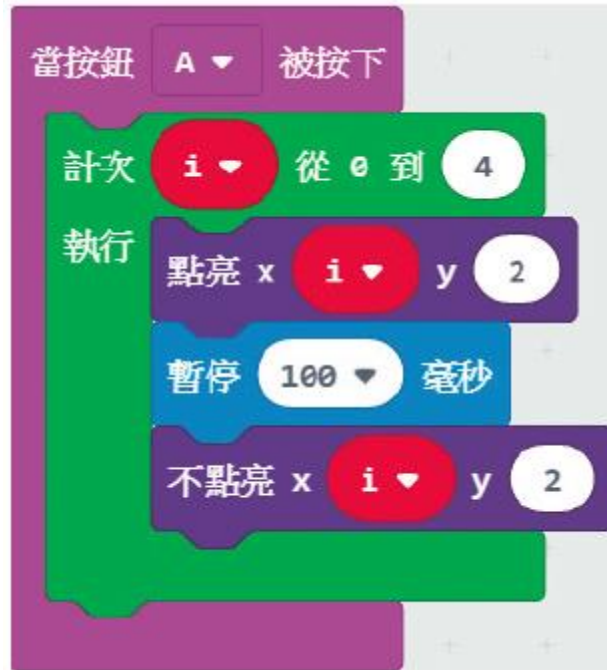 當按鈕 A 被按下
計次 i 從 0 到 4
執行
點亮 x i y 2
暫停 100 毫秒
不點亮 x i y 2